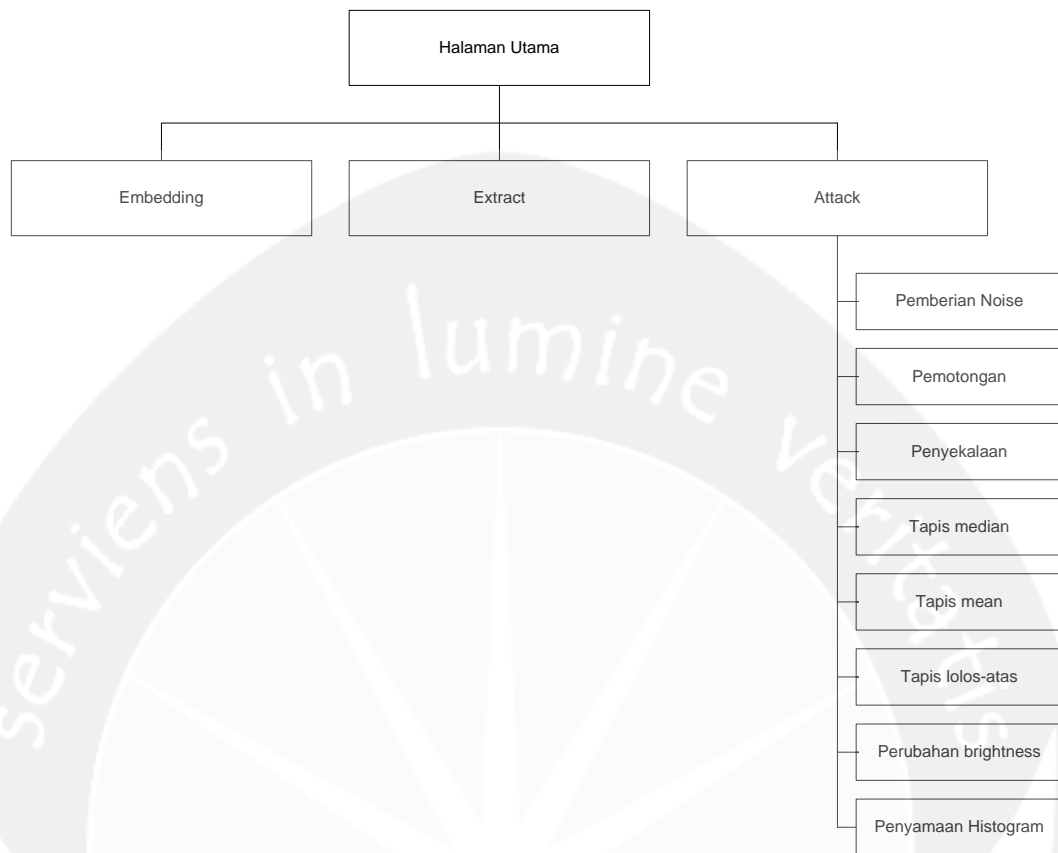 Halaman Utama
Embedding
Extract
Attack
Pemberian Noise
Pemotongan
Penyekalaan
Tapis median
Tapis mean
Tapis lolos-atas
Perubahan brightness
Penyamaan Histogram
serviens in lumine veritatis